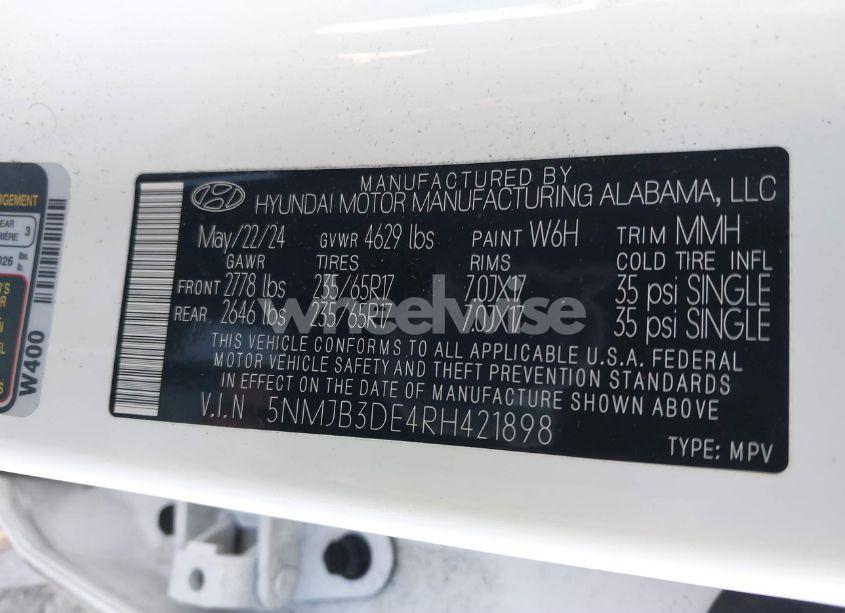 MANUFACTURED BY
HYUNDAI MOTOR MANUFACTURING ALABAMA, LLC
May/22/24 GVWR 4629 lbs PAINT W6H TRIM MMH
GAWR TIRES RIMS COLD TIRE INFL
FRONT 2778 lbs 235/65R17 7.0JX17 35 psi SINGLE
REAR 2646 lbs 235/65R17 7.0JX17 35 psi SINGLE
wheelwise
THIS VEHICLE CONFORMS TO ALL APPLICABLE U.S.A. FEDERAL
MOTOR VEHICLE SAFETY AND THEFT PREVENTION STANDARDS
IN EFFECT ON THE DATE OF MANUFACTURE SHOWN ABOVE
V.I.N 5NMJB3DE4RH421898
TYPE: MPV
W400
3
lbs.